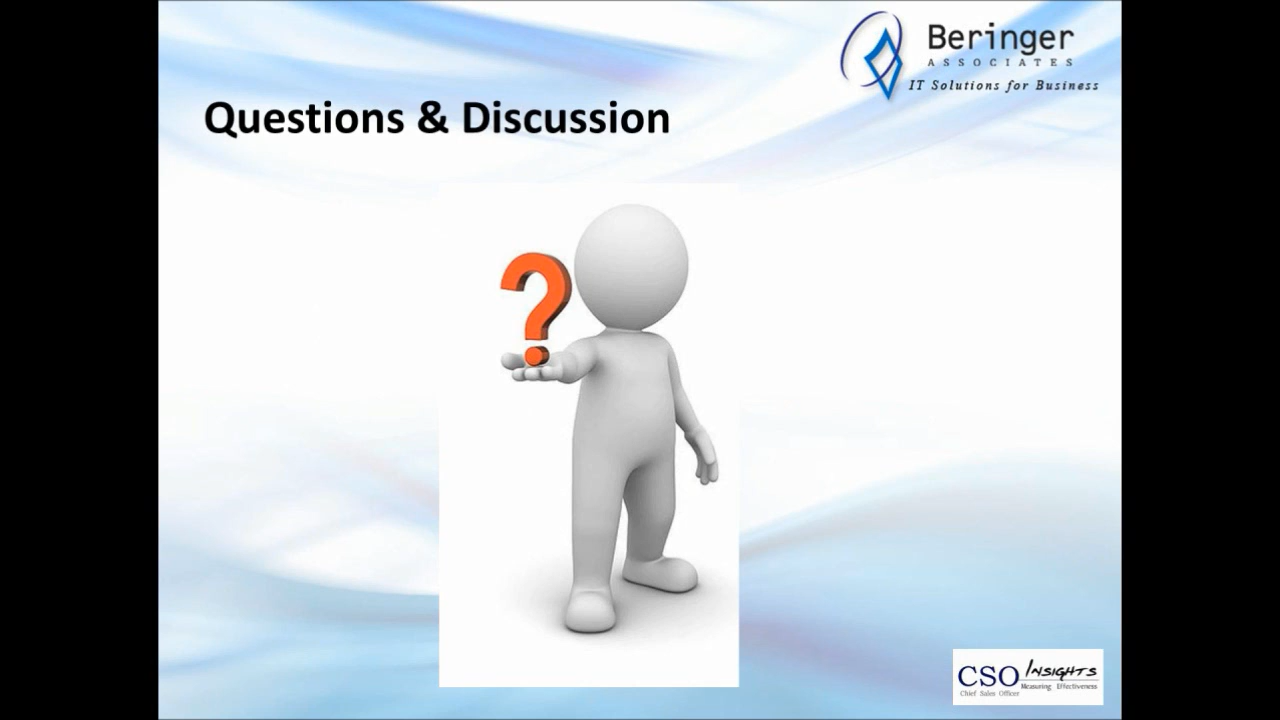 Beringer
ASSOCIATES
IT Solutions for Business
Questions & Discussion
?
CSO INSIGHTS
Chief Sales Officer Measuring Effectiveness